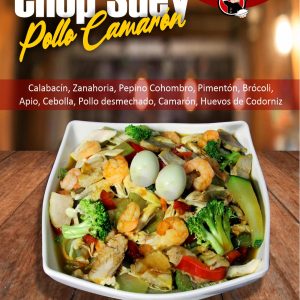 Chop Suey
Pollo Camarón
Calabacín, Zanahoria, Pepino Cohombro, Pimentón, Brócoli,
Apio, Cebolla, Pollo desmechado, Camarón, Huevos de Codorniz